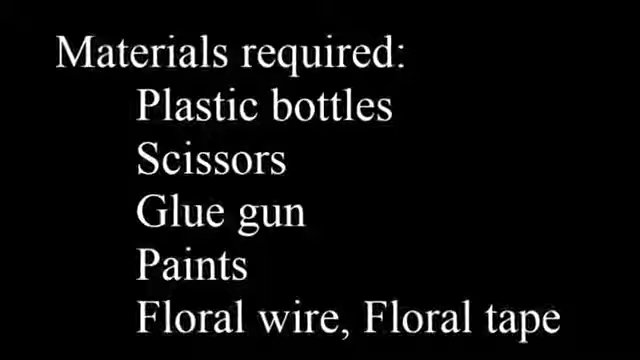 Materials required:
Plastic bottles
Scissors
Glue gun
Paints
Floral wire, Floral tape